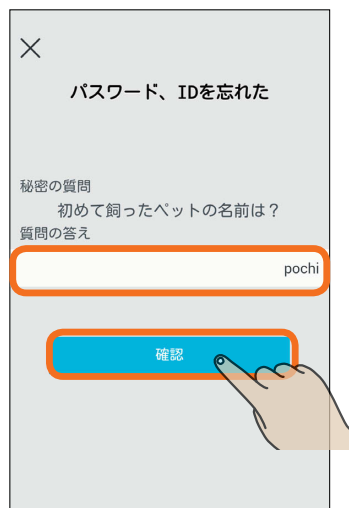 パスワード、IDを忘れた
秘密の質問
初めて飼ったペットの名前は？
質問の答え
pochi
確認